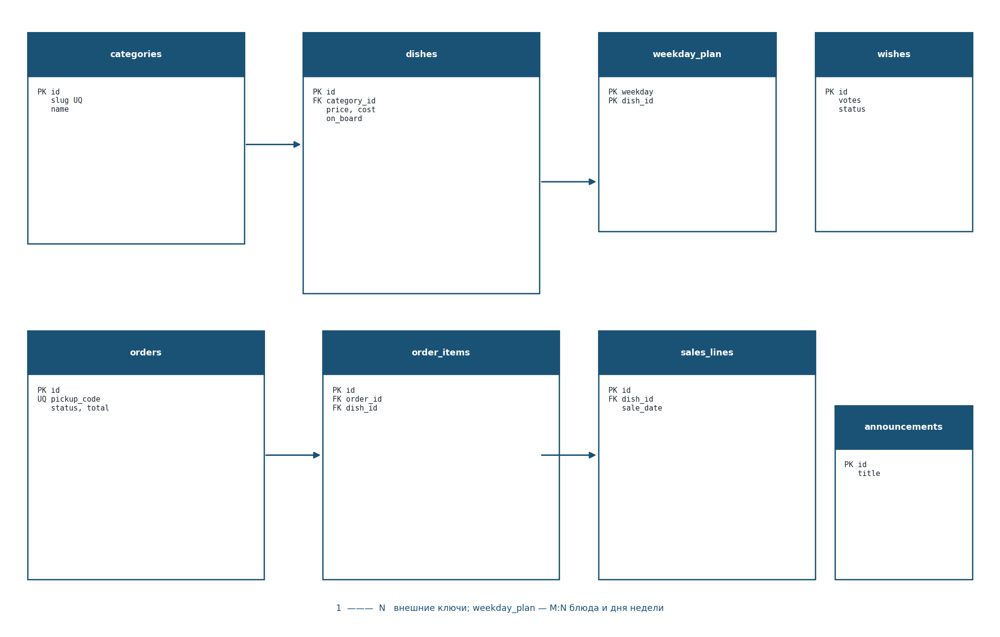 categories
PK id
slug UQ
name
dishes
PK id
FK category_id
price, cost
on_board
weekday_plan
PK weekday
PK dish_id
wishes
PK id
votes
status
orders
PK id
UQ pickup_code
status, total
order_items
PK id
FK order_id
FK dish_id
sales_lines
PK id
FK dish_id
sale_date
announcements
PK id
title
1 ——— N внешние ключи; weekday_plan — M:N блюда и дня недели